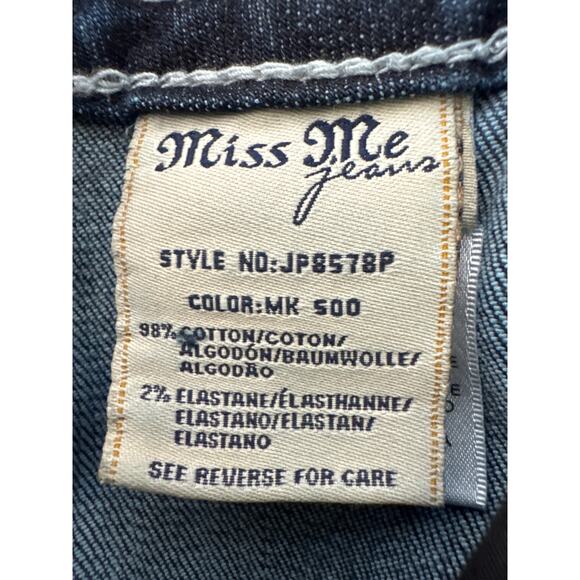 Miss Me
jeans
STYLE NO:JP8578P
COLOR:MK 500
98% COTTON/COTON/
ALGODÓN/BAUMWOLLE/
ALGODÃO
2% ELASTANE/ÉLASTHANNE/
ELASTANO/ELASTAN/
ELASTANO
SEE REVERSE FOR CARE